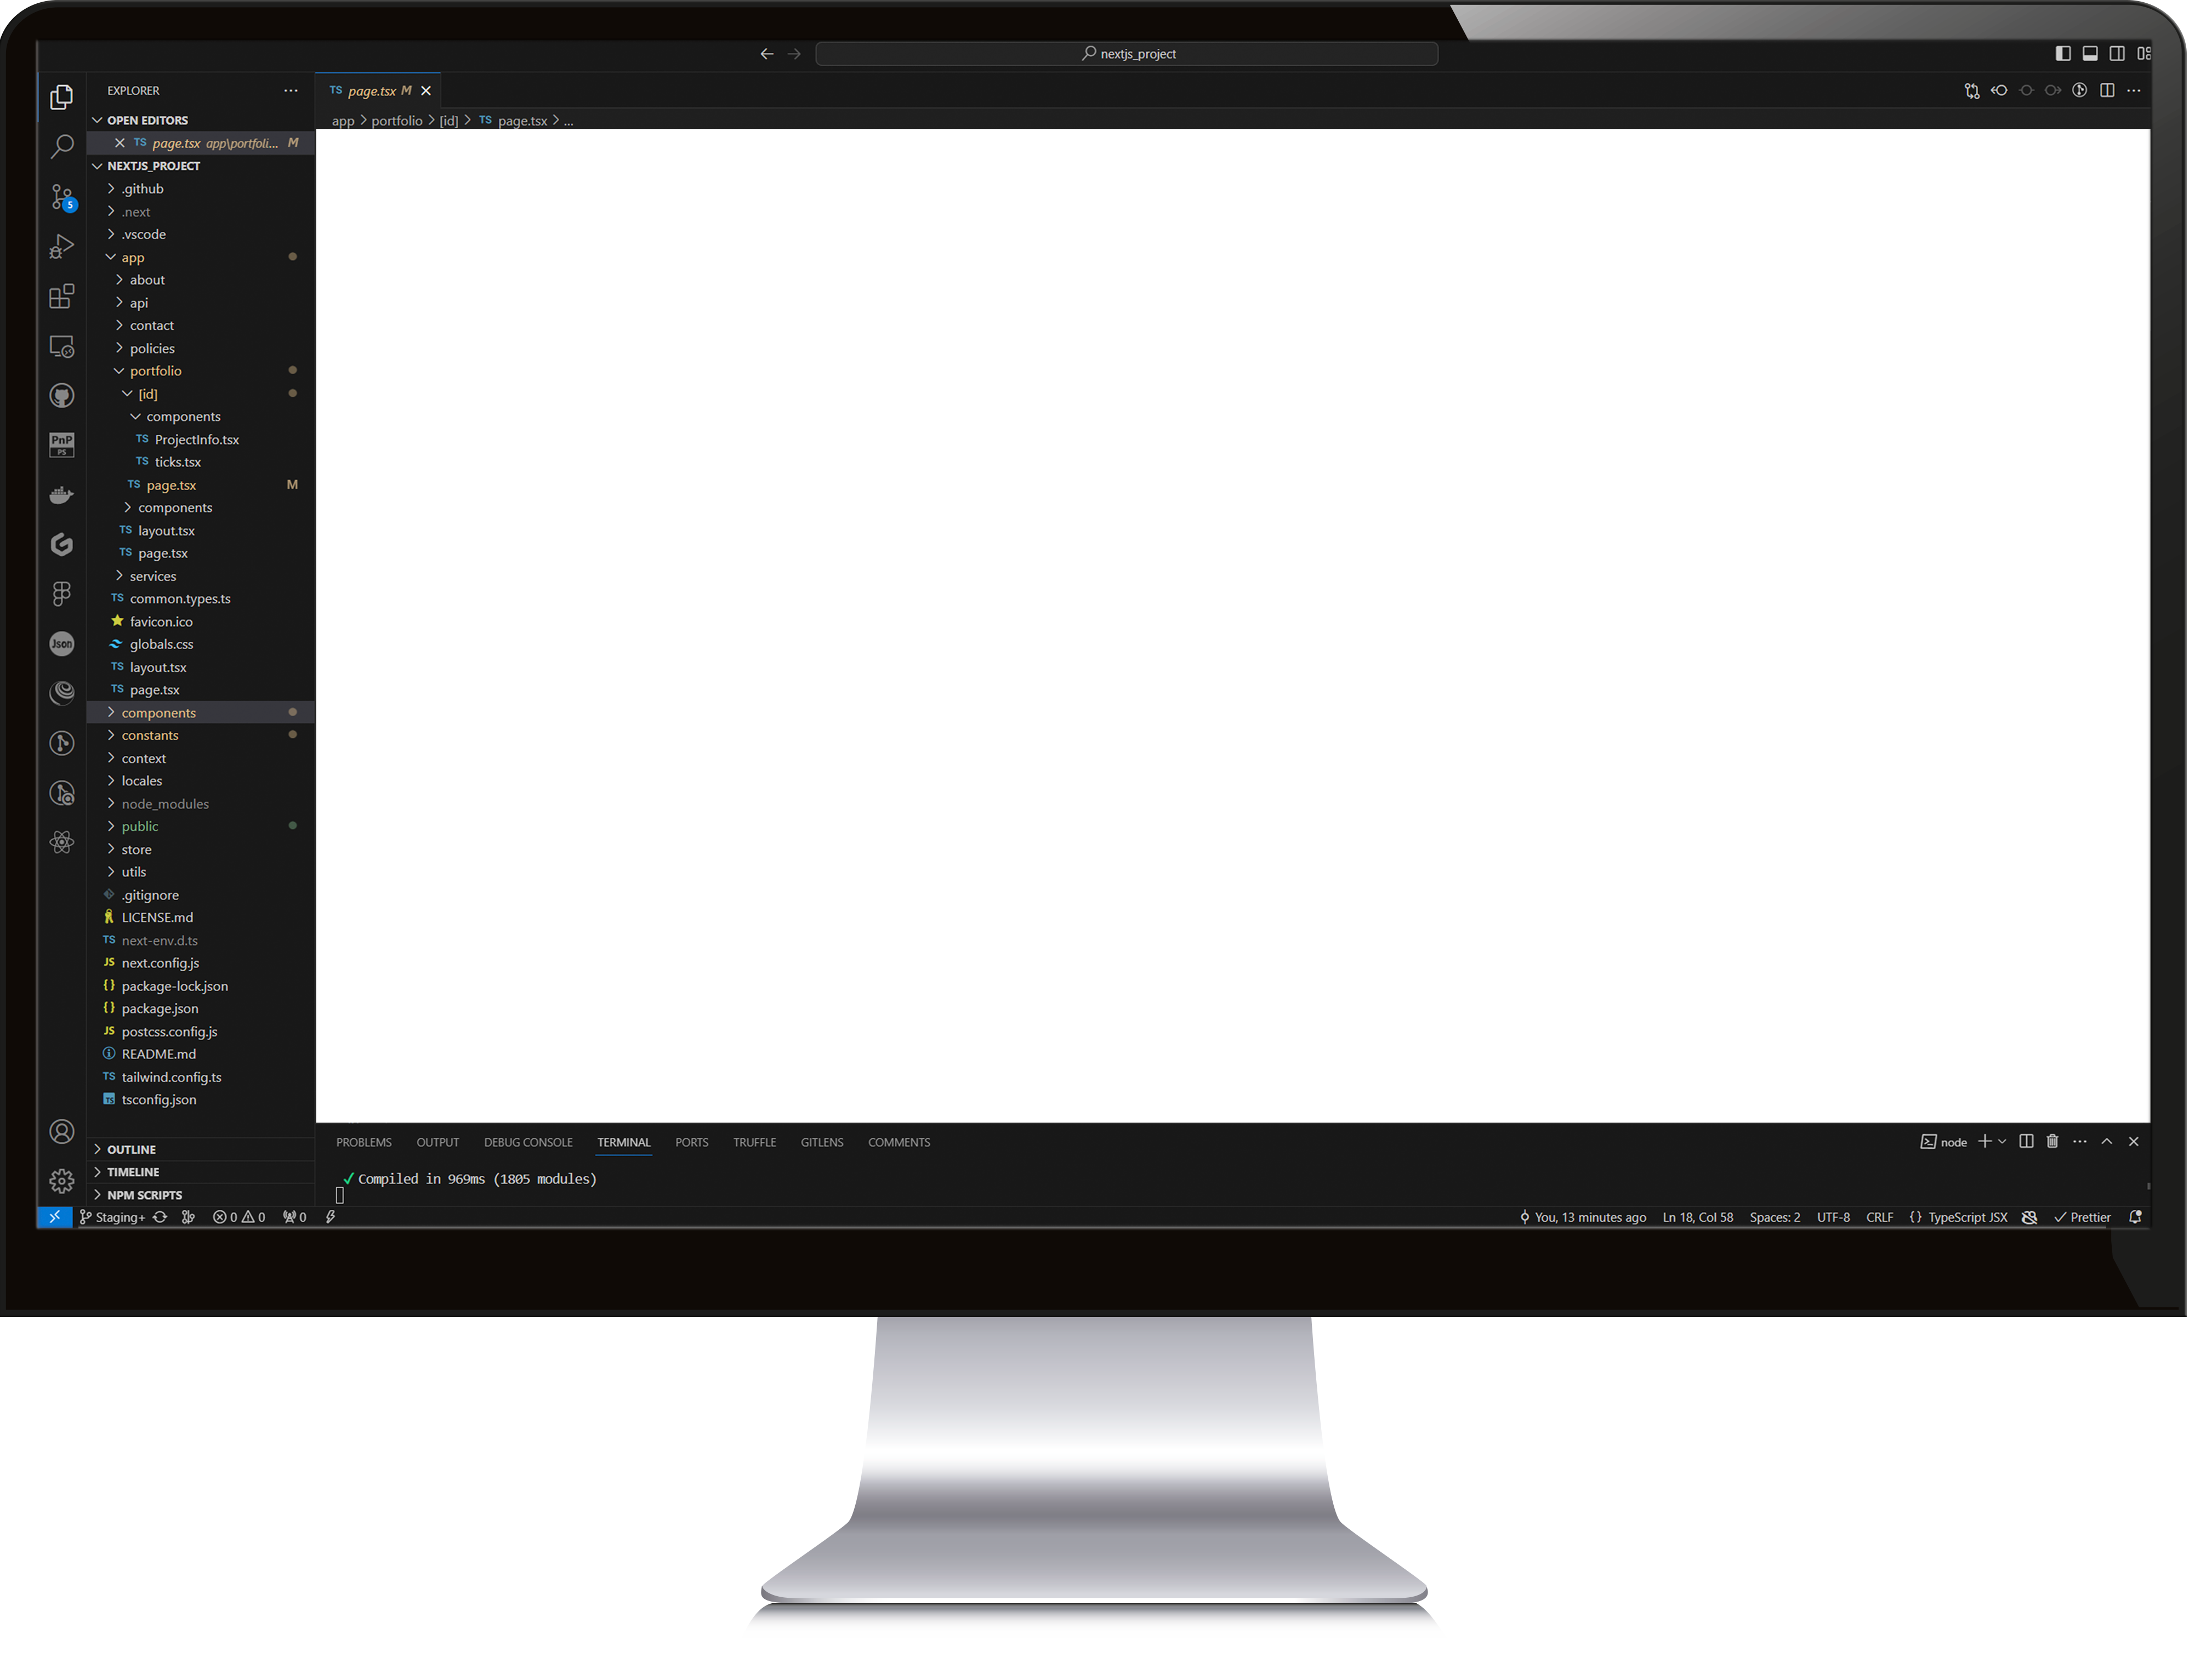 nextjs_project
EXPLORER
TS page.tsx M
OPEN EDITORS
app > portfolio > [id] > TS page.tsx > ...
TS page.tsx app\portfoli... M
NEXTJS_PROJECT
.github
.next
5
.vscode
app
about
api
contact
policies
portfolio
[id]
components
TS ProjectInfo.tsx
PnP
PS
TS ticks.tsx
TS page.tsx M
components
TS layout.tsx
TS page.tsx
services
TS common.types.ts
favicon.ico
Json
globals.css
TS layout.tsx
TS page.tsx
components
constants
context
locales
node_modules
public
store
utils
.gitignore
LICENSE.md
TS next-env.d.ts
JS next.config.js
{} package-lock.json
{} package.json
JS postcss.config.js
README.md
TS tailwind.config.ts
TS tsconfig.json
PROBLEMS OUTPUT DEBUG CONSOLE TERMINAL PORTS TRUFFLE GITLENS COMMENTS node
OUTLINE
TIMELINE
✓ Compiled in 969ms (1805 modules)
NPM SCRIPTS
Staging+ 0 0 0 You, 13 minutes ago Ln 18, Col 58 Spaces: 2 UTF-8 CRLF {} TypeScript JSX ✓ Prettier